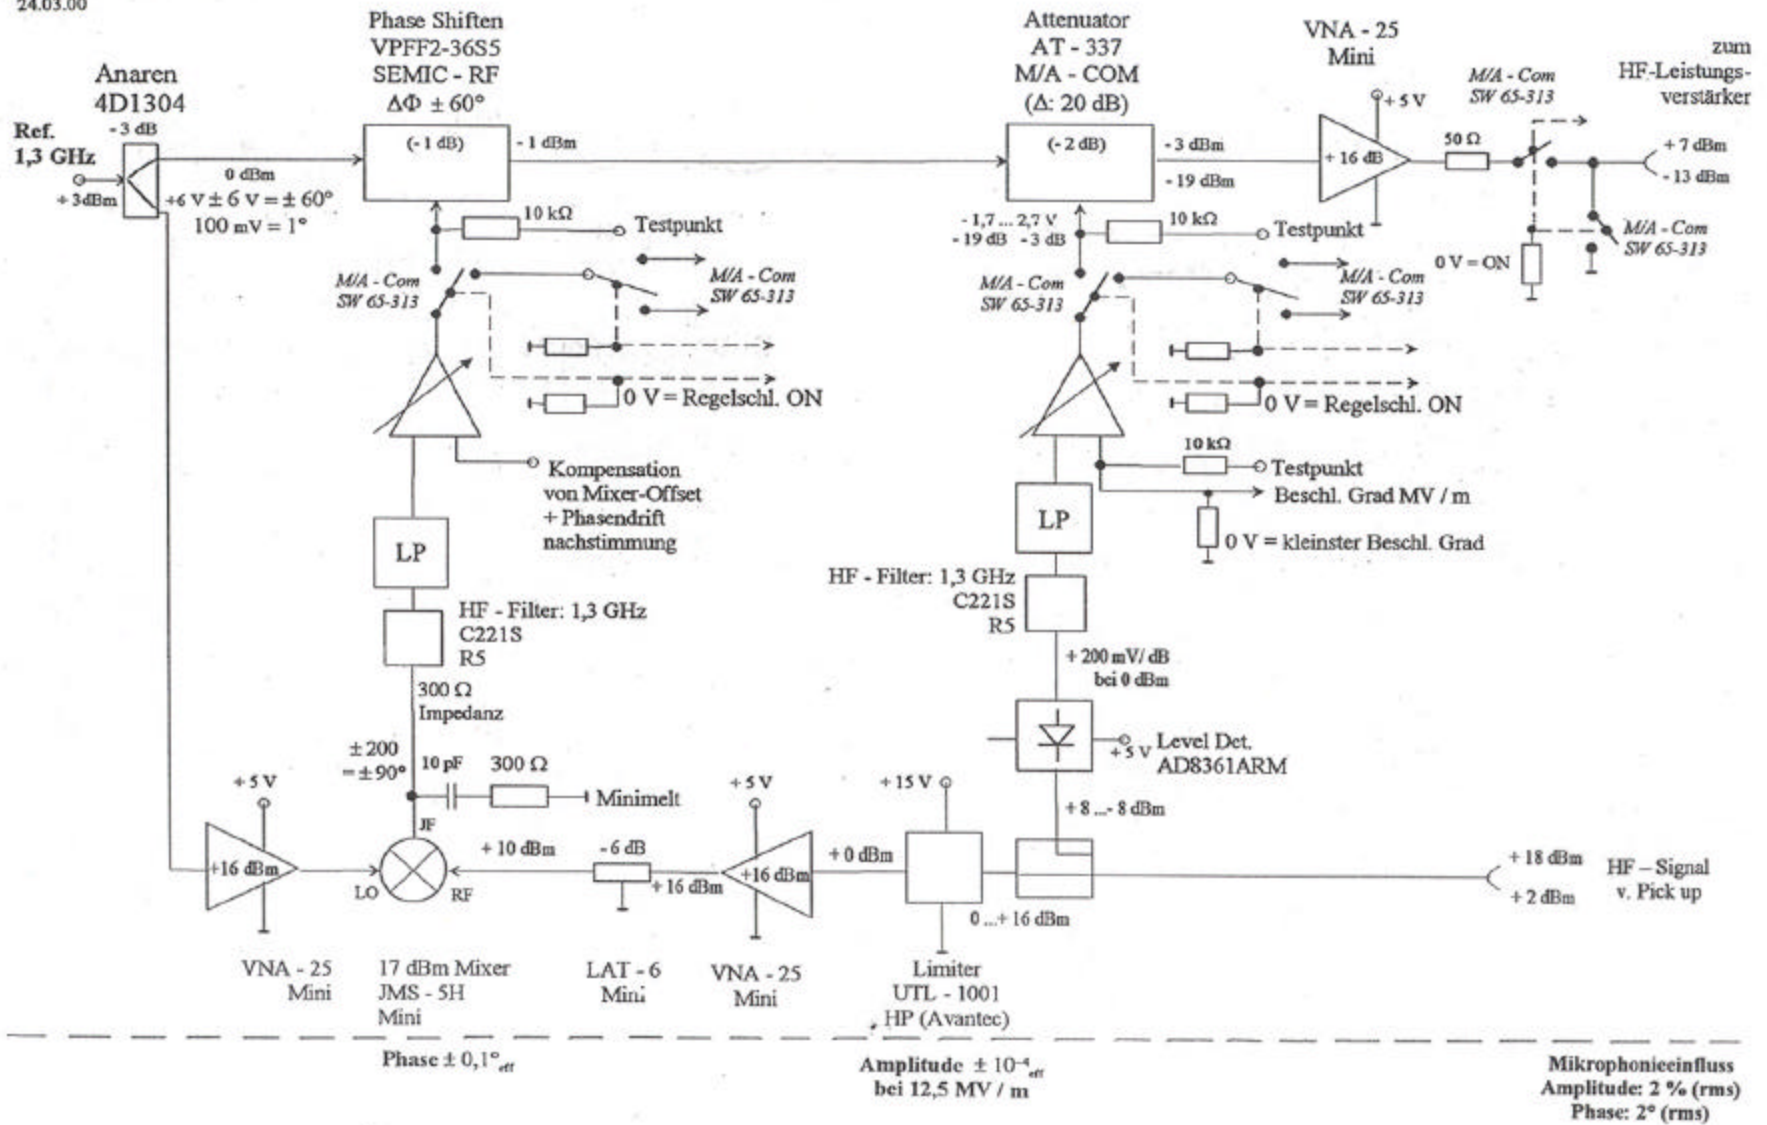 24.03.00
Phase Shiften
VPFF2-36S5
SEMIC - RF
ΔΦ ± 60°
Attenuator
AT - 337
M/A - COM
(Δ: 20 dB)
VNA - 25
Mini
zum
HF-Leistungs-
verstärker
M/A - Com
SW 65-313
Anaren
4D1304
- 3 dB
Ref.
1,3 GHz
+ 3dBm
0 dBm
+6 V ± 6 V = ± 60°
100 mV = 1°
(- 1 dB)
- 1 dBm
(- 2 dB)
- 3 dBm
- 19 dBm
+ 5 V
+ 16 dB
50 Ω
+ 7 dBm
- 13 dBm
10 kΩ
Testpunkt
- 1,7 ... 2,7 V
- 19 dB - 3 dB
10 kΩ
Testpunkt
M/A - Com
SW 65-313
0 V = ON
M/A - Com
SW 65-313
M/A - Com
SW 65-313
M/A - Com
SW 65-313
M/A - Com
SW 65-313
0 V = Regelschl. ON
0 V = Regelschl. ON
Kompensation
von Mixer-Offset
+ Phasendrift
nachstimmung
10 kΩ
Testpunkt
Beschl. Grad MV / m
0 V = kleinster Beschl. Grad
LP
LP
HF - Filter: 1,3 GHz
C221S
R5
HF - Filter: 1,3 GHz
C221S
R5
+ 200 mV/ dB
bei 0 dBm
300 Ω
Impedanz
± 200
= ± 90°
10 pF
300 Ω
Minimelt
+ 5 V
Level Det.
AD8361ARM
+ 8 ... - 8 dBm
+ 5 V
+16 dBm
LO
JF
RF
+ 10 dBm
- 6 dB
+ 16 dBm
+ 5 V
+16 dBm
+ 0 dBm
+ 15 V
0 ...+ 16 dBm
+ 18 dBm
+ 2 dBm
HF – Signal
v. Pick up
VNA - 25
Mini
17 dBm Mixer
JMS - 5H
Mini
LAT - 6
Mini
VNA - 25
Mini
Limiter
UTL - 1001
HP (Avantec)
Phase ± 0,1°eff
Amplitude ± 10⁻⁴eff
bei 12,5 MV / m
Mikrophonieeinfluss
Amplitude: 2 % (rms)
Phase: 2° (rms)